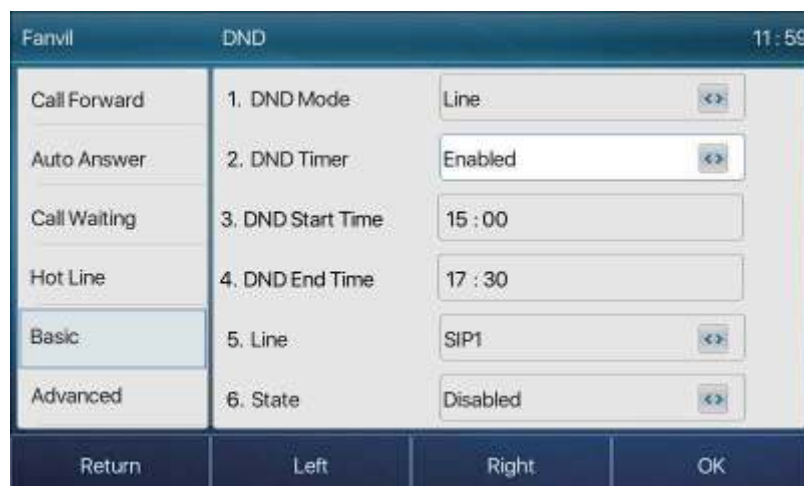 Fanvil DND 11:59
Call Forward 1. DND Mode Line
Auto Answer 2. DND Timer Enabled
Call Waiting 3. DND Start Time 15 : 00
Hot Line 4. DND End Time 17 : 30
Basic 5. Line SIP1
Advanced 6. State Disabled
Return Left Right OK